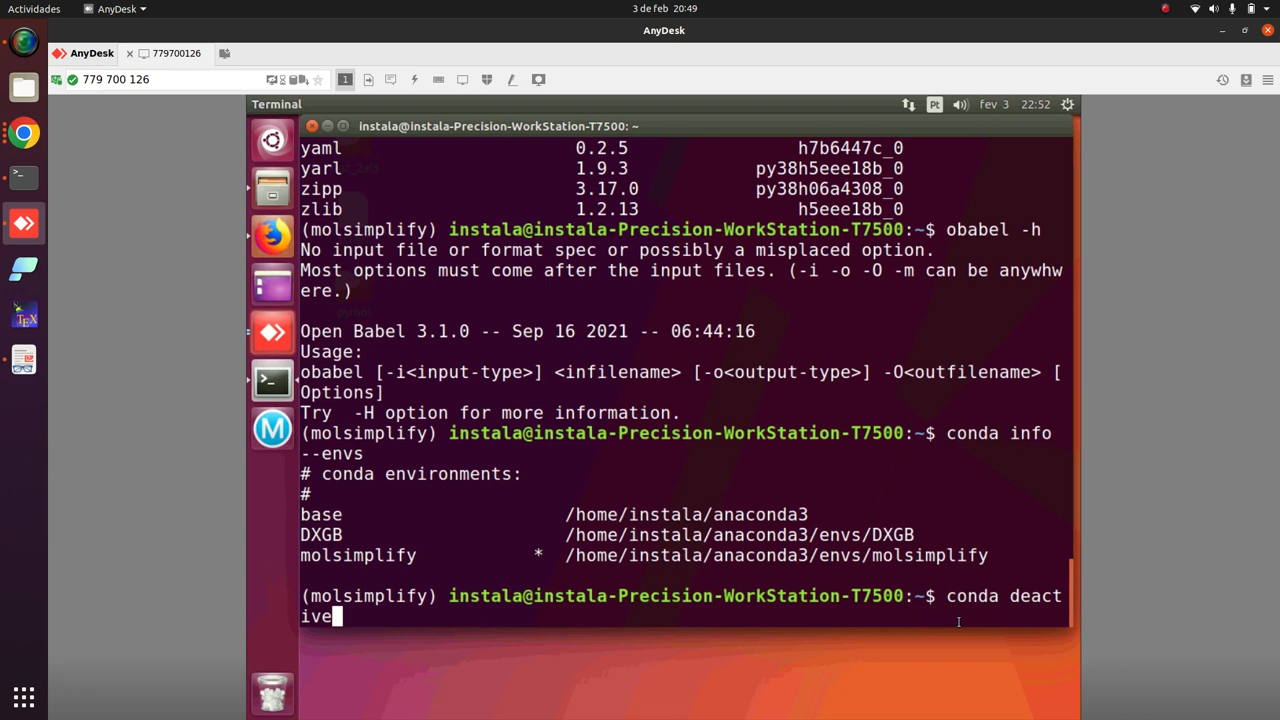 Actividades AnyDesk 3 de feb 20:49
AnyDesk
AnyDesk 779700126
779 700 126 1
Terminal Pt fev 3 22:52
instala@instala-Precision-WorkStation-T7500: ~
yaml 0.2.5 h7b6447c_0
yarl 1.9.3 py38h5eee18b_0
zipp 3.17.0 py38h06a4308_0
zlib 1.2.13 h5eee18b_0
(molsimplify) instala@instala-Precision-WorkStation-T7500:~$ obabel -h
No input file or format spec or possibly a misplaced option.
Most options must come after the input files. (-i -o -O -m can be anywhw
ere.)
pymol
Open Babel 3.1.0 -- Sep 16 2021 -- 06:44:16
Usage:
obabel [-i<input-type>] <infilename> [-o<output-type>] -O<outfilename> [
Options]
Try  -H option for more information.
(molsimplify) instala@instala-Precision-WorkStation-T7500:~$ conda info
--envs
# conda environments:
#
base /home/instala/anaconda3
DXGB /home/instala/anaconda3/envs/DXGB
molsimplify * /home/instala/anaconda3/envs/molsimplify
(molsimplify) instala@instala-Precision-WorkStation-T7500:~$ conda deact
ive
M
TEX